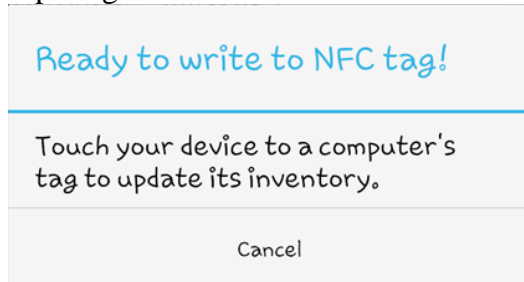 Ready to write to NFC tag!
Touch your device to a computer's
tag to update its inventory.
Cancel